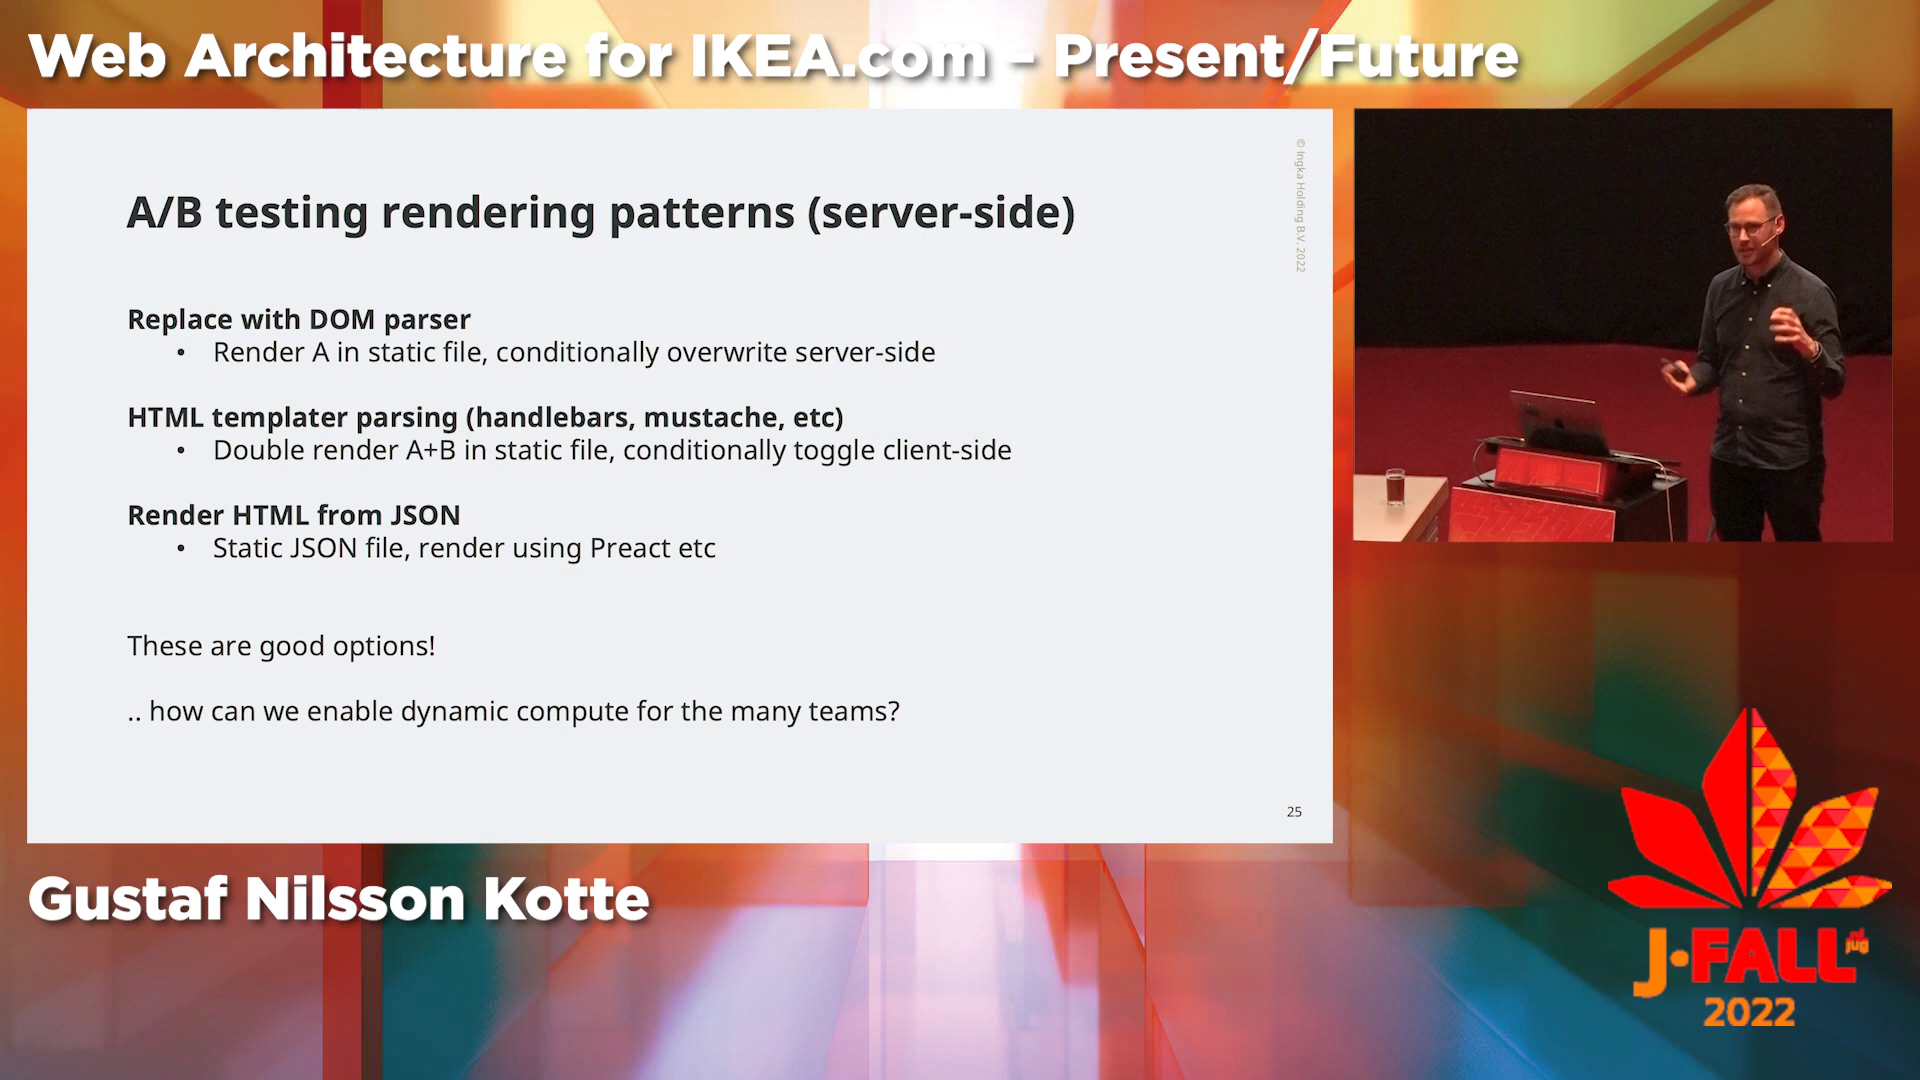 Web Architecture for IKEA.com – Present/Future
© Ingka Holding B.V. 2022
A/B testing rendering patterns (server-side)
Replace with DOM parser
• Render A in static file, conditionally overwrite server-side
HTML templater parsing (handlebars, mustache, etc)
• Double render A+B in static file, conditionally toggle client-side
Render HTML from JSON
• Static JSON file, render using Preact etc
These are good options!
.. how can we enable dynamic compute for the many teams?
25
Gustaf Nilsson Kotte
J•FALL
nl jug
2022